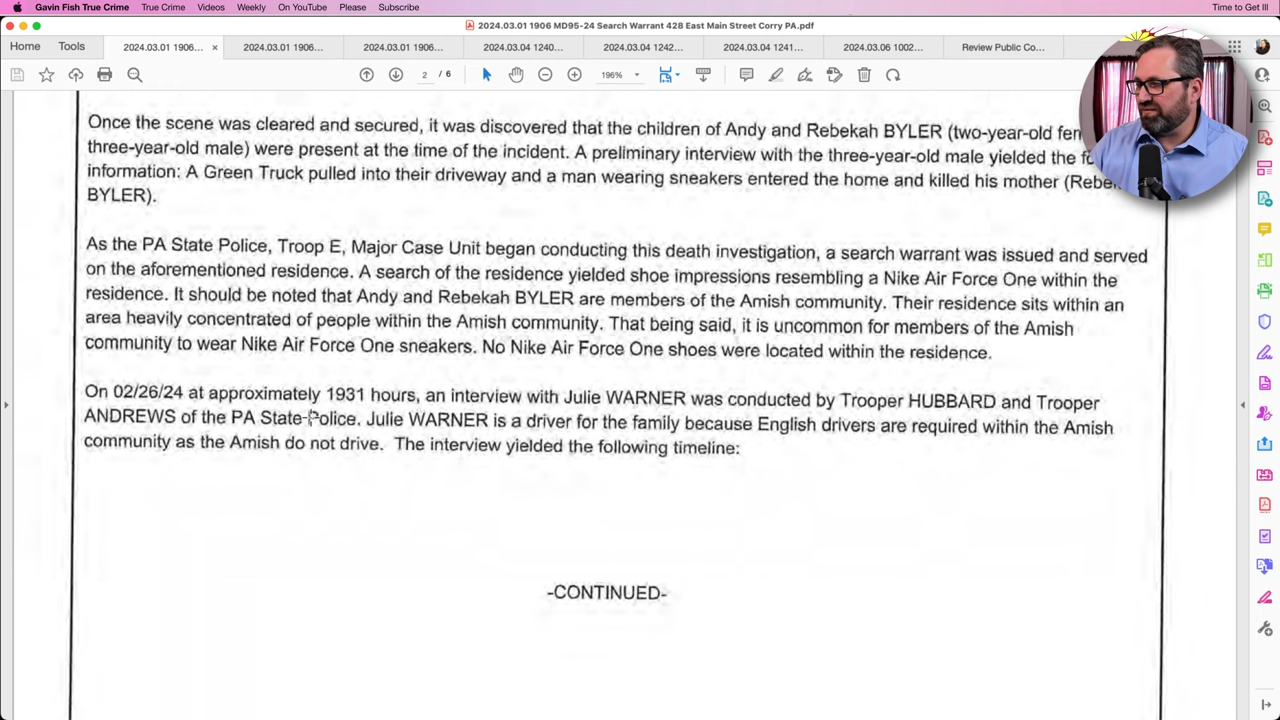 Gavin Fish True Crime True Crime Videos Weekly On YouTube Please Subscribe Time to Get Ill
2024.03.01 1906 MD95-24 Search Warrant 428 East Main Street Corry PA.pdf
Home Tools 2024.03.01 1906... × 2024.03.01 1906... 2024.03.01 1906... 2024.03.04 1240... 2024.03.04 1242... 2024.03.04 1241... 2024.03.06 1002... Review Public Co...
2 / 6 196%
Once the scene was cleared and secured, it was discovered that the children of Andy and Rebekah BYLER (two-year-old fem
three-year-old male) were present at the time of the incident. A preliminary interview with the three-year-old male yielded the fo
information: A Green Truck pulled into their driveway and a man wearing sneakers entered the home and killed his mother (Rebe
BYLER).
As the PA State Police, Troop E, Major Case Unit began conducting this death investigation, a search warrant was issued and served
on the aforementioned residence. A search of the residence yielded shoe impressions resembling a Nike Air Force One within the
residence. It should be noted that Andy and Rebekah BYLER are members of the Amish community. Their residence sits within an
area heavily concentrated of people within the Amish community. That being said, it is uncommon for members of the Amish
community to wear Nike Air Force One sneakers. No Nike Air Force One shoes were located within the residence.
On 02/26/24 at approximately 1931 hours, an interview with Julie WARNER was conducted by Trooper HUBBARD and Trooper
ANDREWS of the PA State Police. Julie WARNER is a driver for the family because English drivers are required within the Amish
community as the Amish do not drive. The interview yielded the following timeline:
-CONTINUED-